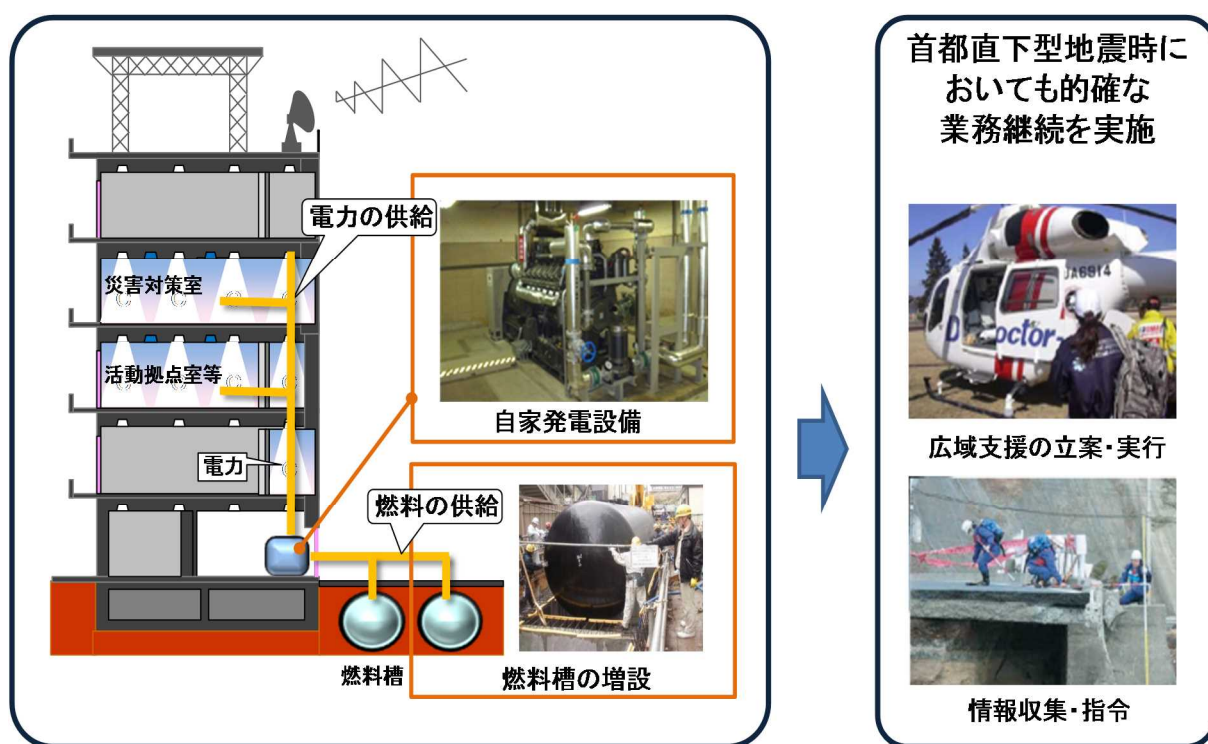 電力の供給
災害対策室
活動拠点室等
電力
自家発電設備
燃料の供給
燃料槽
燃料槽の増設
首都直下型地震時に
おいても的確な
業務継続を実施
JA6914
Doctor-
広域支援の立案・実行
情報収集・指令